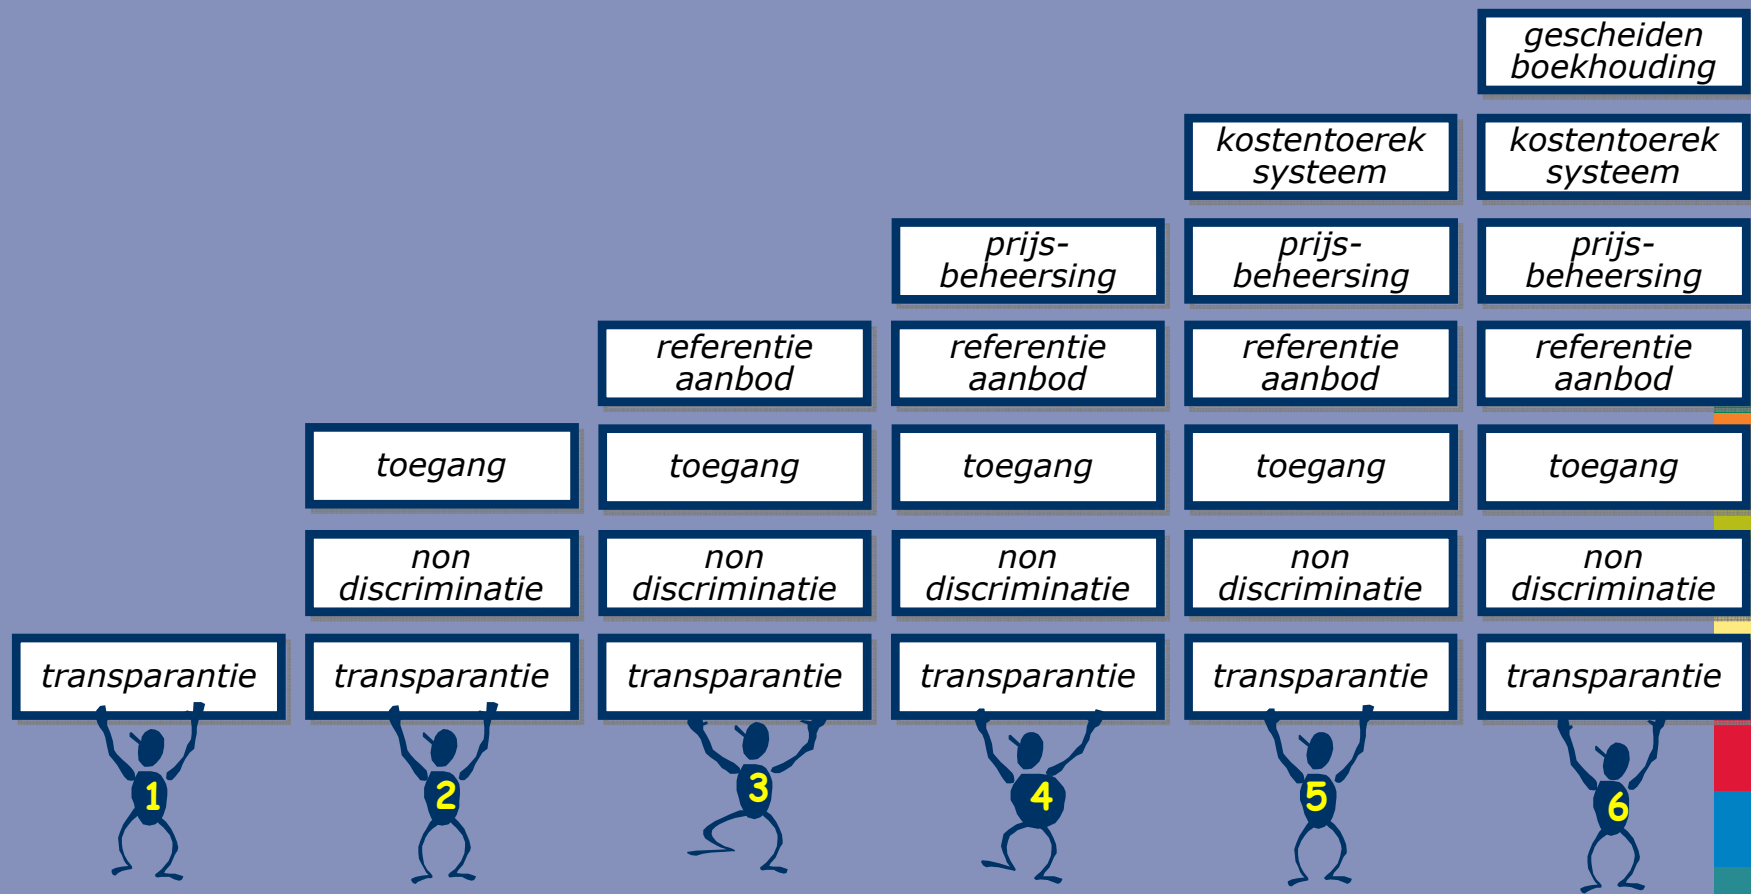 gescheiden
boekhouding
kostentoerek
systeem
kostentoerek
systeem
prijs-
beheersing
prijs-
beheersing
prijs-
beheersing
referentie
aanbod
referentie
aanbod
referentie
aanbod
referentie
aanbod
toegang
toegang
toegang
toegang
toegang
non
discriminatie
non
discriminatie
non
discriminatie
non
discriminatie
non
discriminatie
transparantie
transparantie
transparantie
transparantie
transparantie
transparantie
1
2
3
4
5
6